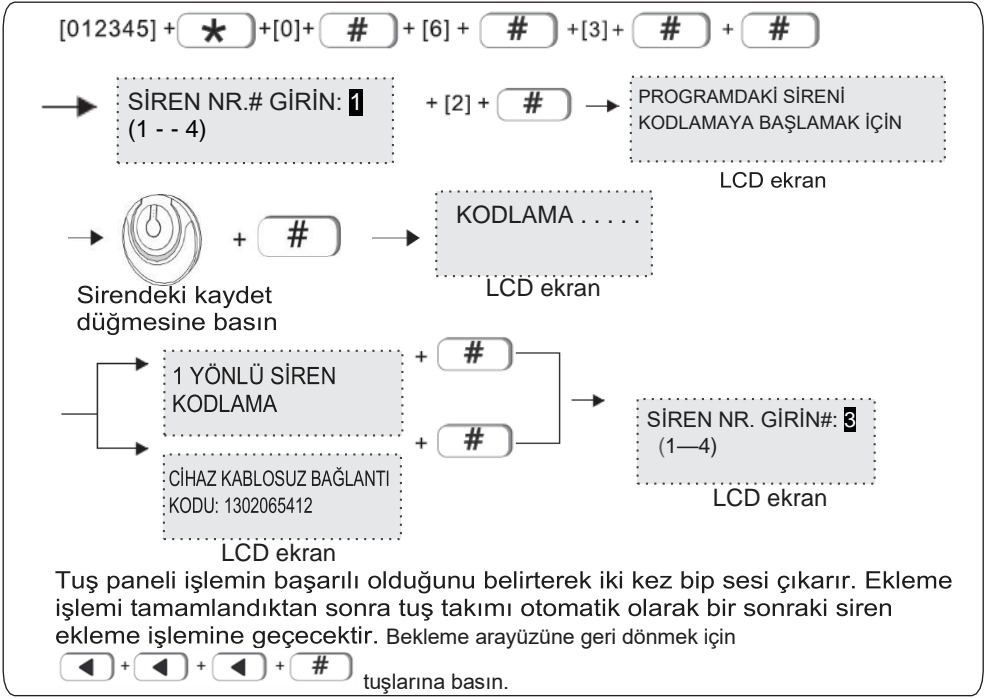 [012345] + * +[0]+ # + [6] + # +[3]+ # + #
SİREN NR.# GİRİN: 1
(1 - - 4)
+ [2] + #
PROGRAMDAKİ SİRENİ
KODLAMAYA BAŞLAMAK İÇİN
LCD ekran
+ #
KODLAMA . . . . .
LCD ekran
Sirendeki kaydet
düğmesine basın
1 YÖNLÜ SİREN
KODLAMA
+ #
CİHAZ KABLOSUZ BAĞLANTI
KODU: 1302065412
+ #
LCD ekran
SİREN NR. GİRİN#: 3
(1—4)
LCD ekran
Tuş paneli işlemin başarılı olduğunu belirterek iki kez bip sesi çıkarır. Ekleme
işlemi tamamlandıktan sonra tuş takımı otomatik olarak bir sonraki siren
ekleme işlemine geçecektir. Bekleme arayüzüne geri dönmek için
◀ + ◀ + ◀ + # tuşlarına basın.